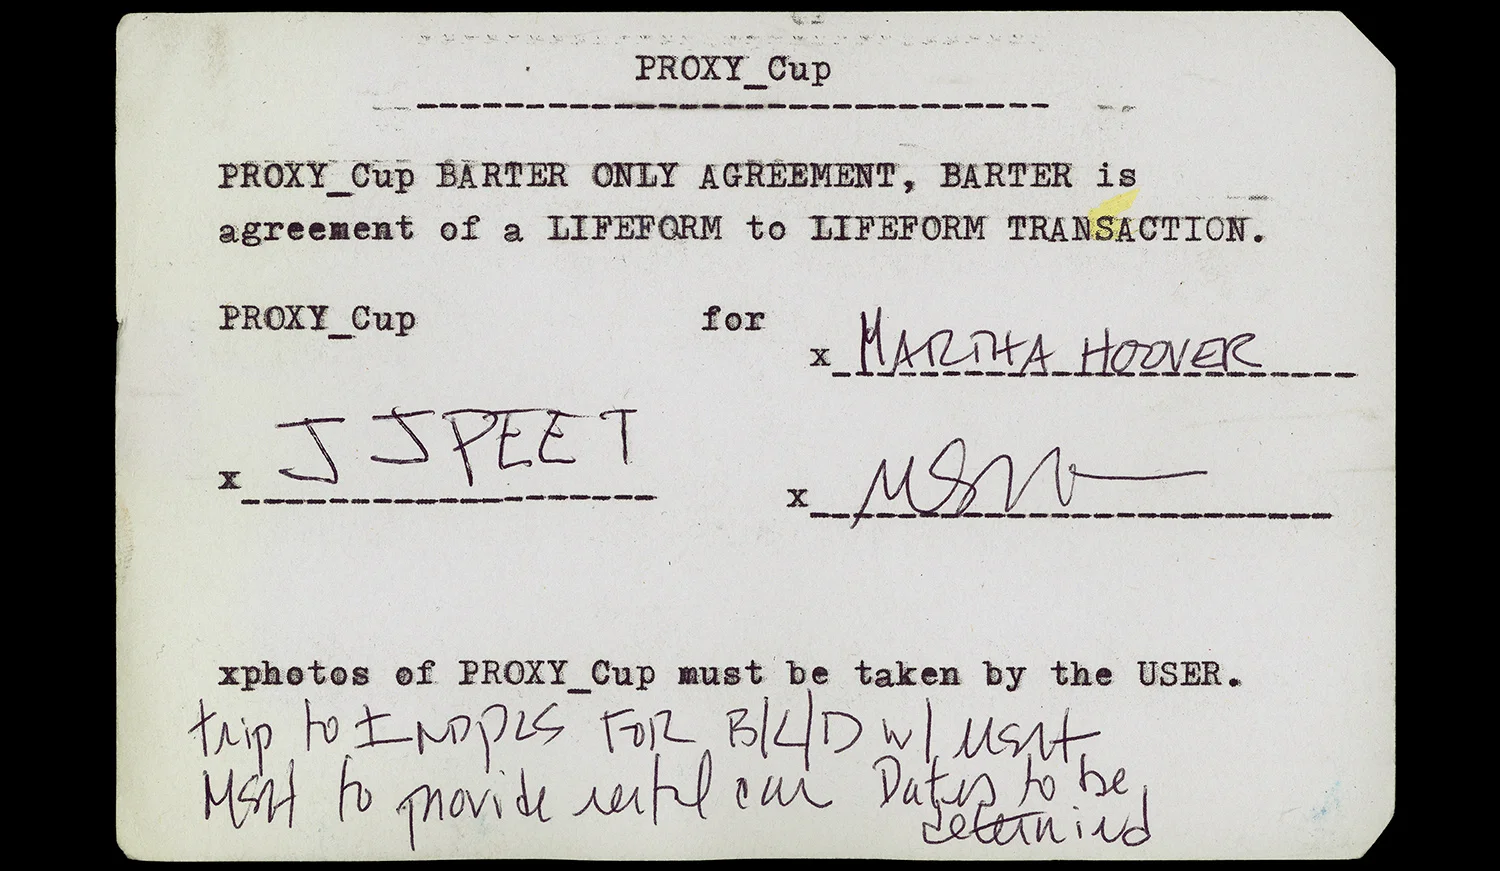 PROXY_Cup
PROXY_Cup BARTER ONLY AGREEMENT, BARTER is
agreement of a LIFEFORM to LIFEFORM TRANSACTION.
PROXY_Cup for
x MARTHA HOOVER
x J J PEET
x
xphotos of PROXY_Cup must be taken by the USER.
trip to INDPLS FOR B/L/D w/ MSH
MSH to provide rental car Dates to be
determined